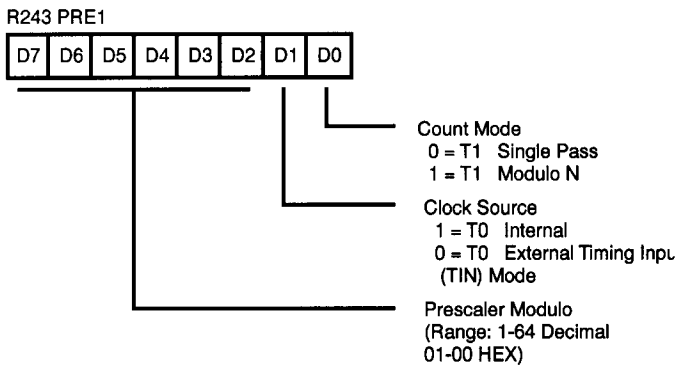 R243 PRE1
D7 D6 D5 D4 D3 D2 D1 D0
Count Mode
0 = T1 Single Pass
1 = T1 Modulo N
Clock Source
1 = T0 Internal
0 = T0 External Timing Inpu
(TIN) Mode
Prescaler Modulo
(Range: 1-64 Decimal
01-00 HEX)